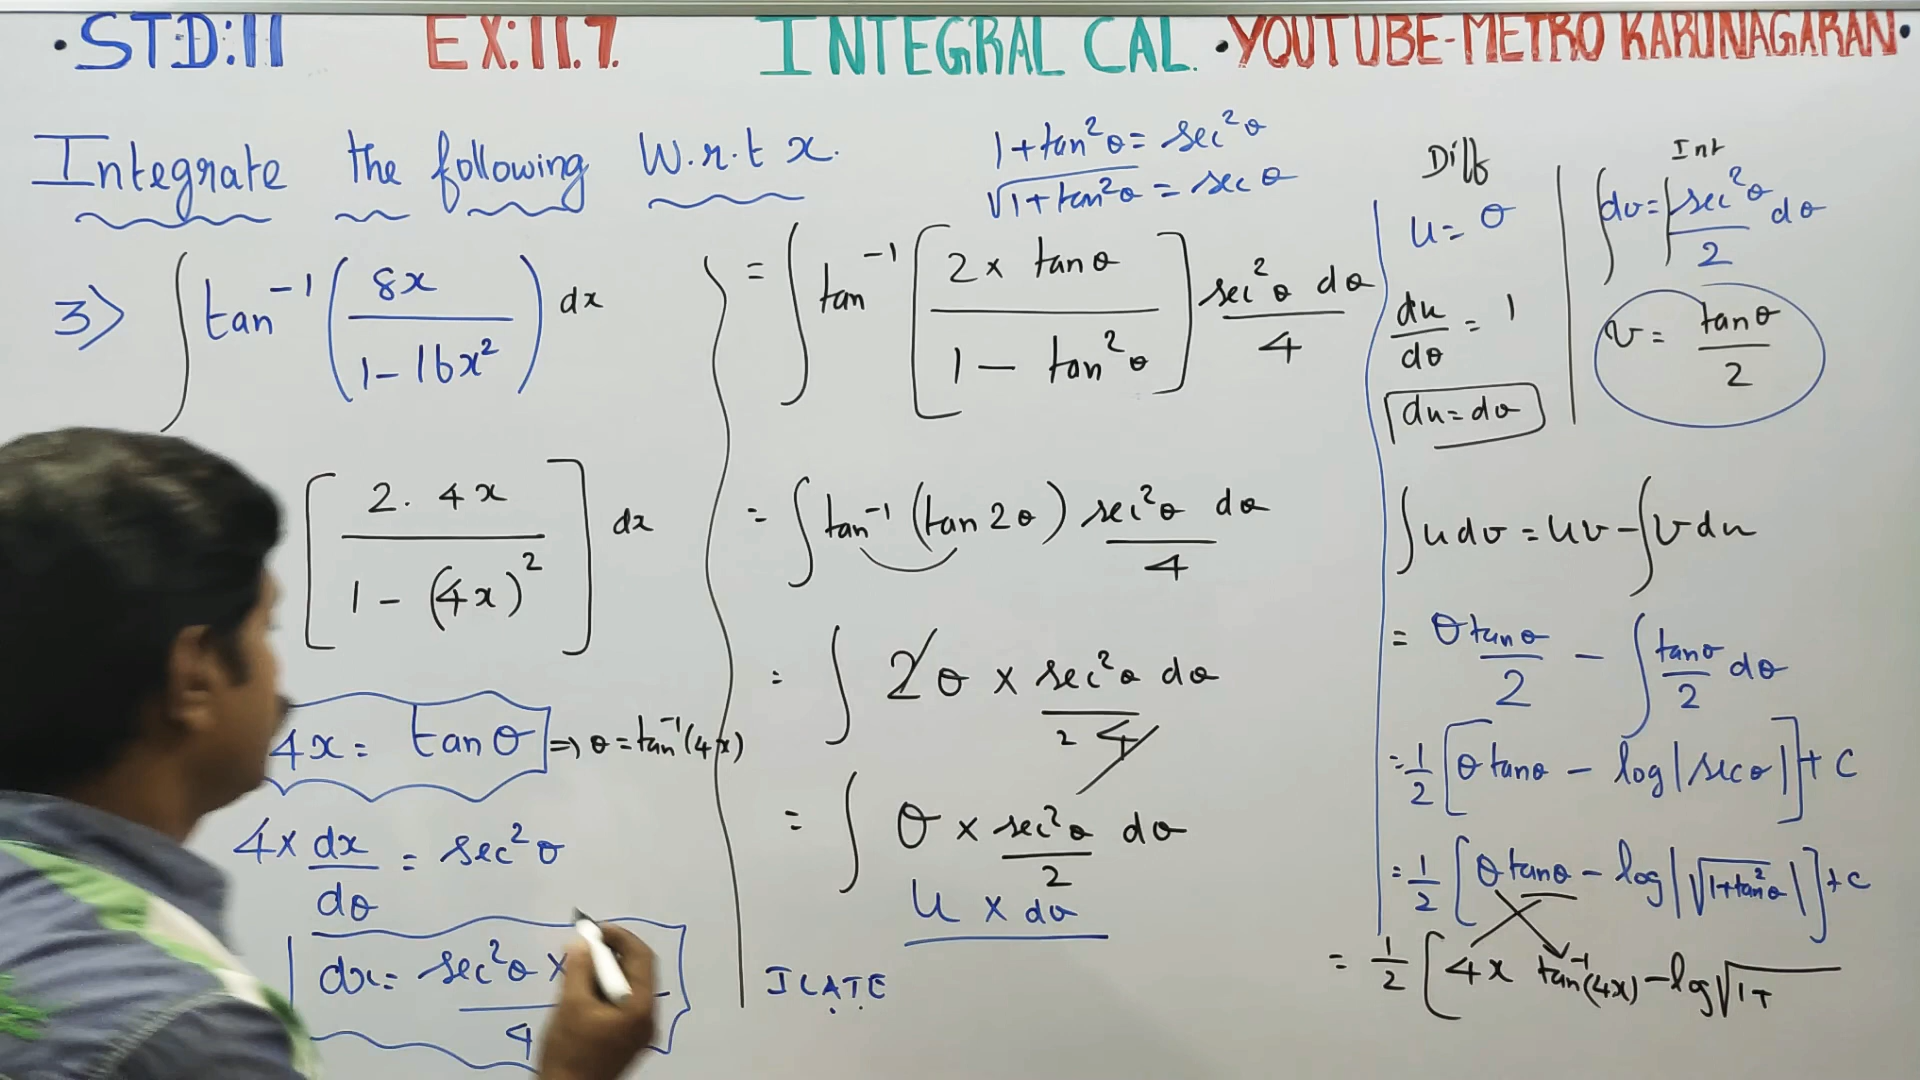 •STD:11 EX:11.7. INTEGRAL CAL. •YOUTUBE-METRO KARUNAGARAN•
Integrate the following W.r.t x.
3) ∫ tan⁻¹ (8x / 1-16x²) dx
[2. 4x / 1-(4x)²] dx
4x = tanθ ⇒ θ = tan⁻¹(4x)
4× dx/dθ = sec²θ
dx = sec²θ ×
4
1+tan²θ = sec²θ
√1+tan²θ = secθ
= ∫ tan⁻¹ [2× tanθ / 1 - tan²θ] sec²θ dθ / 4
= ∫ tan⁻¹ (tan 2θ) sec²θ dθ / 4
= ∫ 2θ × sec²θ dθ / 2 4
= ∫ θ × sec²θ / 2 dθ
u × dv
ILATE
Diff
u = θ
du/dθ = 1
du = dθ
Int
∫dv = ∫ sec²θ / 2 dθ
v = tanθ / 2
∫u dv = uv - ∫v du
= θ tanθ / 2 - ∫ tanθ / 2 dθ
= 1/2 [θ tanθ - log|secθ|] + c
= 1/2 [θ tanθ - log|√1+tan²θ|] + c
= 1/2 [4x tan⁻¹(4x) - log√1+